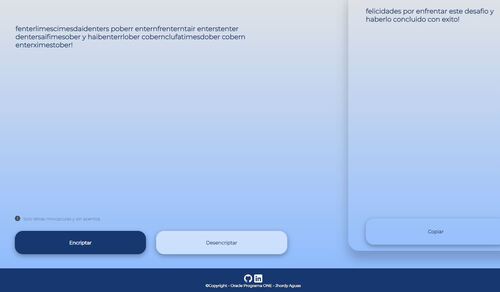 fenterlimescimesdaidenters poberr enternfrenterntair enterstenter
dentersaifimesober y haibenterrlober cobernclufatimesdober cobern
enterximestober!
felicidades por enfrentar este desafio y
haberlo concluido con exito!
Solo letras minúsculas y sin acentos
Encriptar
Desencriptar
Copiar
©Copyright - Oracle Programa ONE - Jhordy Aguas